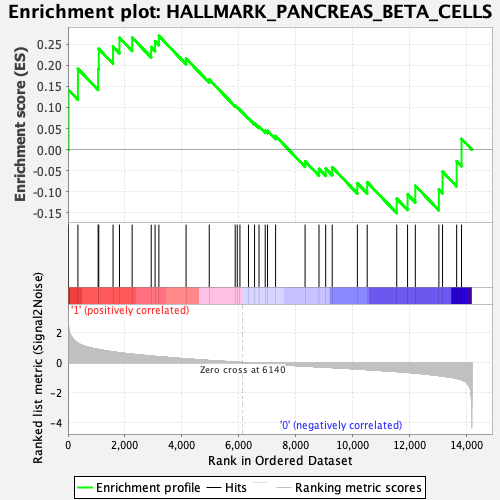 Enrichment plot: HALLMARK_PANCREAS_BETA_CELLS
Enrichment score (ES)
0.25
0.20
0.15
0.10
0.05
0.00
-0.05
-0.10
-0.15
'1' (positively correlated)
Ranked list metric (Signal2Noise)
2
0
-2
-4
Zero cross at 6140
'0' (negatively correlated)
0
2,000
4,000
6,000
8,000
10,000
12,000
14,000
Rank in Ordered Dataset
Enrichment profile
Hits
Ranking metric scores